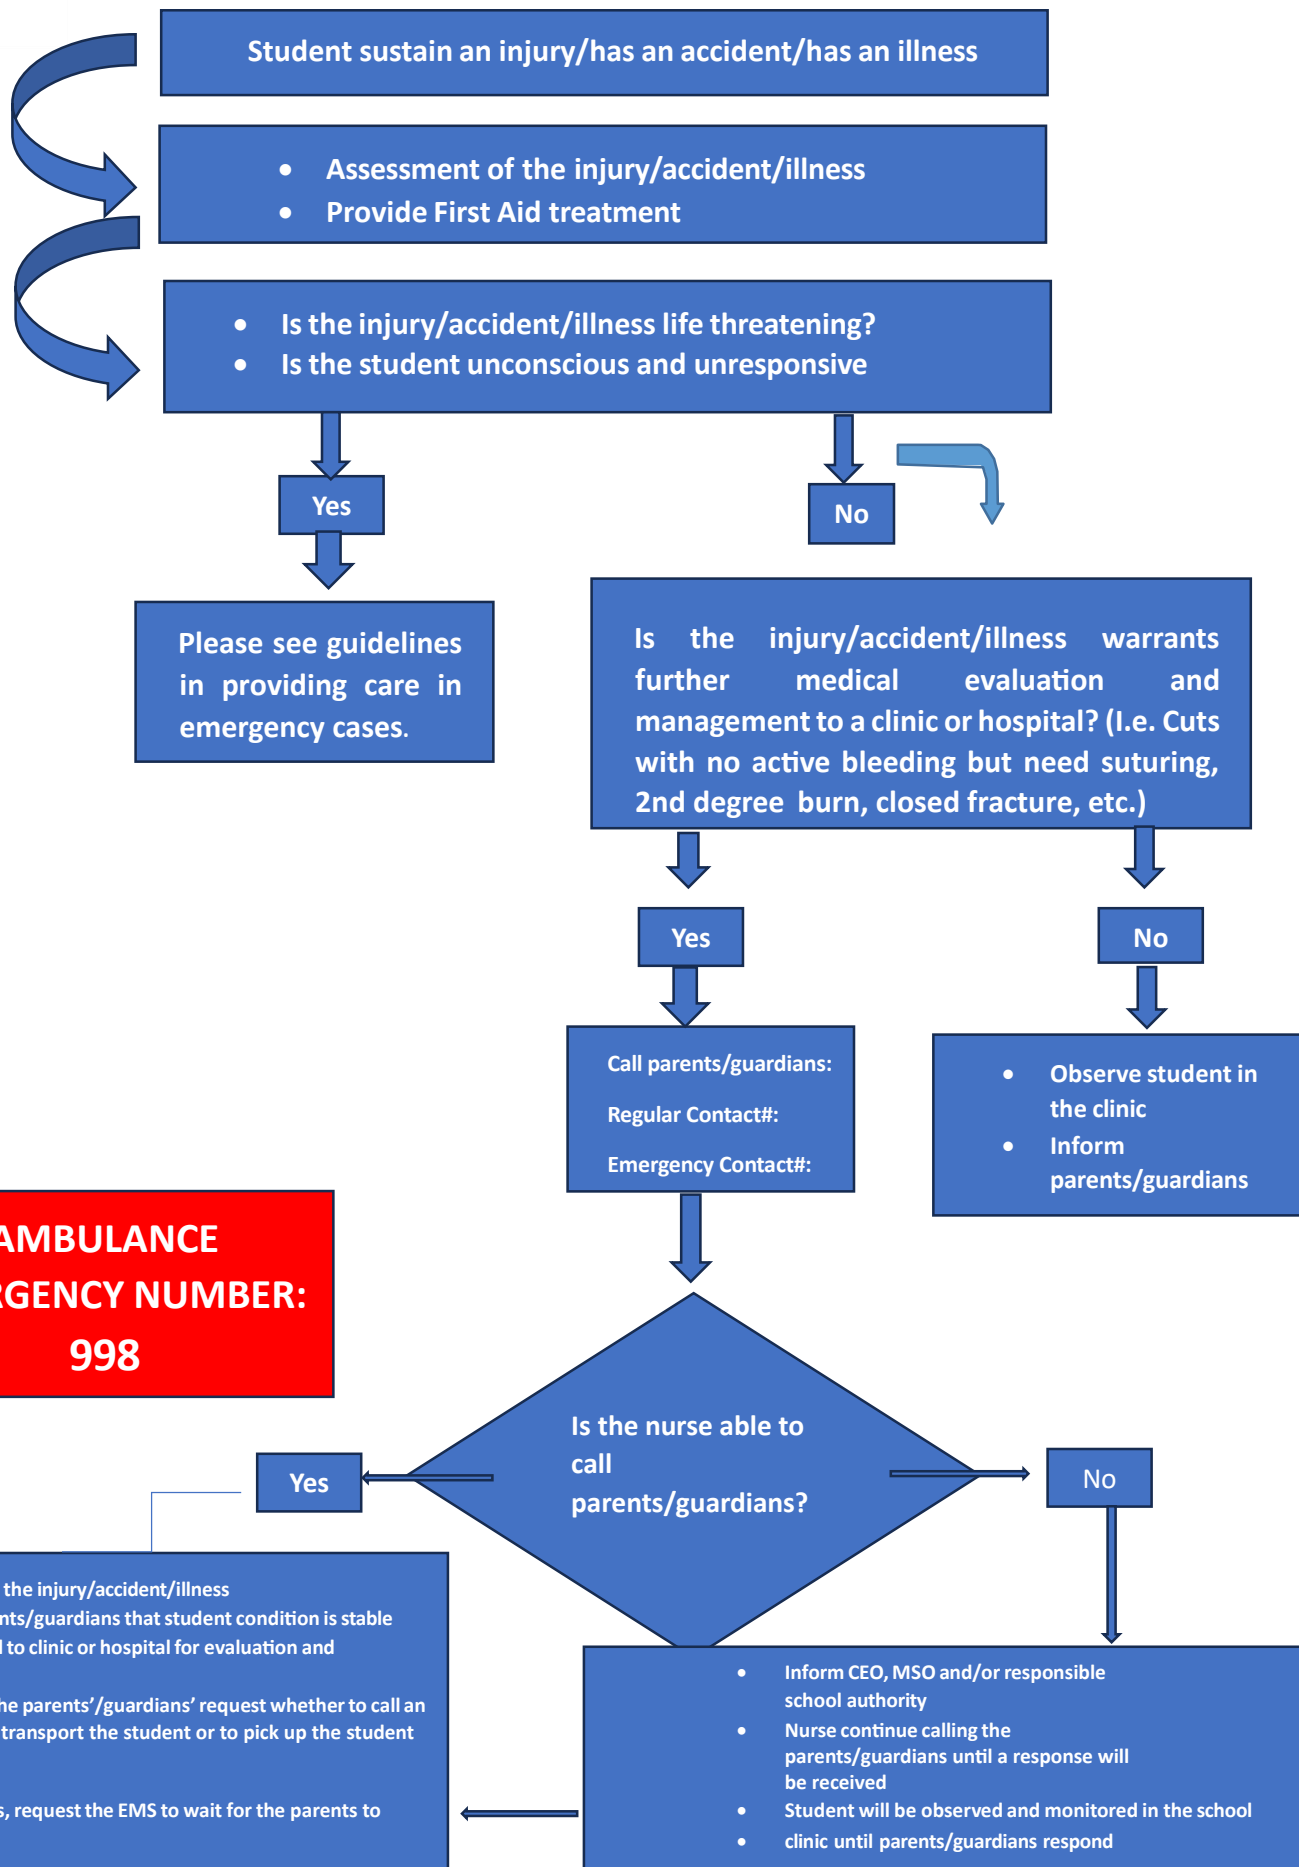 Student sustain an injury/has an accident/has an illness
• Assessment of the injury/accident/illness
• Provide First Aid treatment
• Is the injury/accident/illness life threatening?
• Is the student unconscious and unresponsive
Yes
No
Please see guidelines
in providing care in
emergency cases.
Is the injury/accident/illness warrants
further medical evaluation and
management to a clinic or hospital? (I.e. Cuts
with no active bleeding but need suturing,
2nd degree burn, closed fracture, etc.)
Yes
No
Call parents/guardians:
Regular Contact#:
Emergency Contact#:
• Observe student in
the clinic
• Inform
parents/guardians
AMBULANCE
RGENCY NUMBER:
998
Is the nurse able to
call
parents/guardians?
Yes
No
the injury/accident/illness
nts/guardians that student condition is stable
to clinic or hospital for evaluation and
he parents’/guardians’ request whether to call an
transport the student or to pick up the student
s, request the EMS to wait for the parents to
• Inform CEO, MSO and/or responsible
school authority
• Nurse continue calling the
parents/guardians until a response will
be received
• Student will be observed and monitored in the school
• clinic until parents/guardians respond